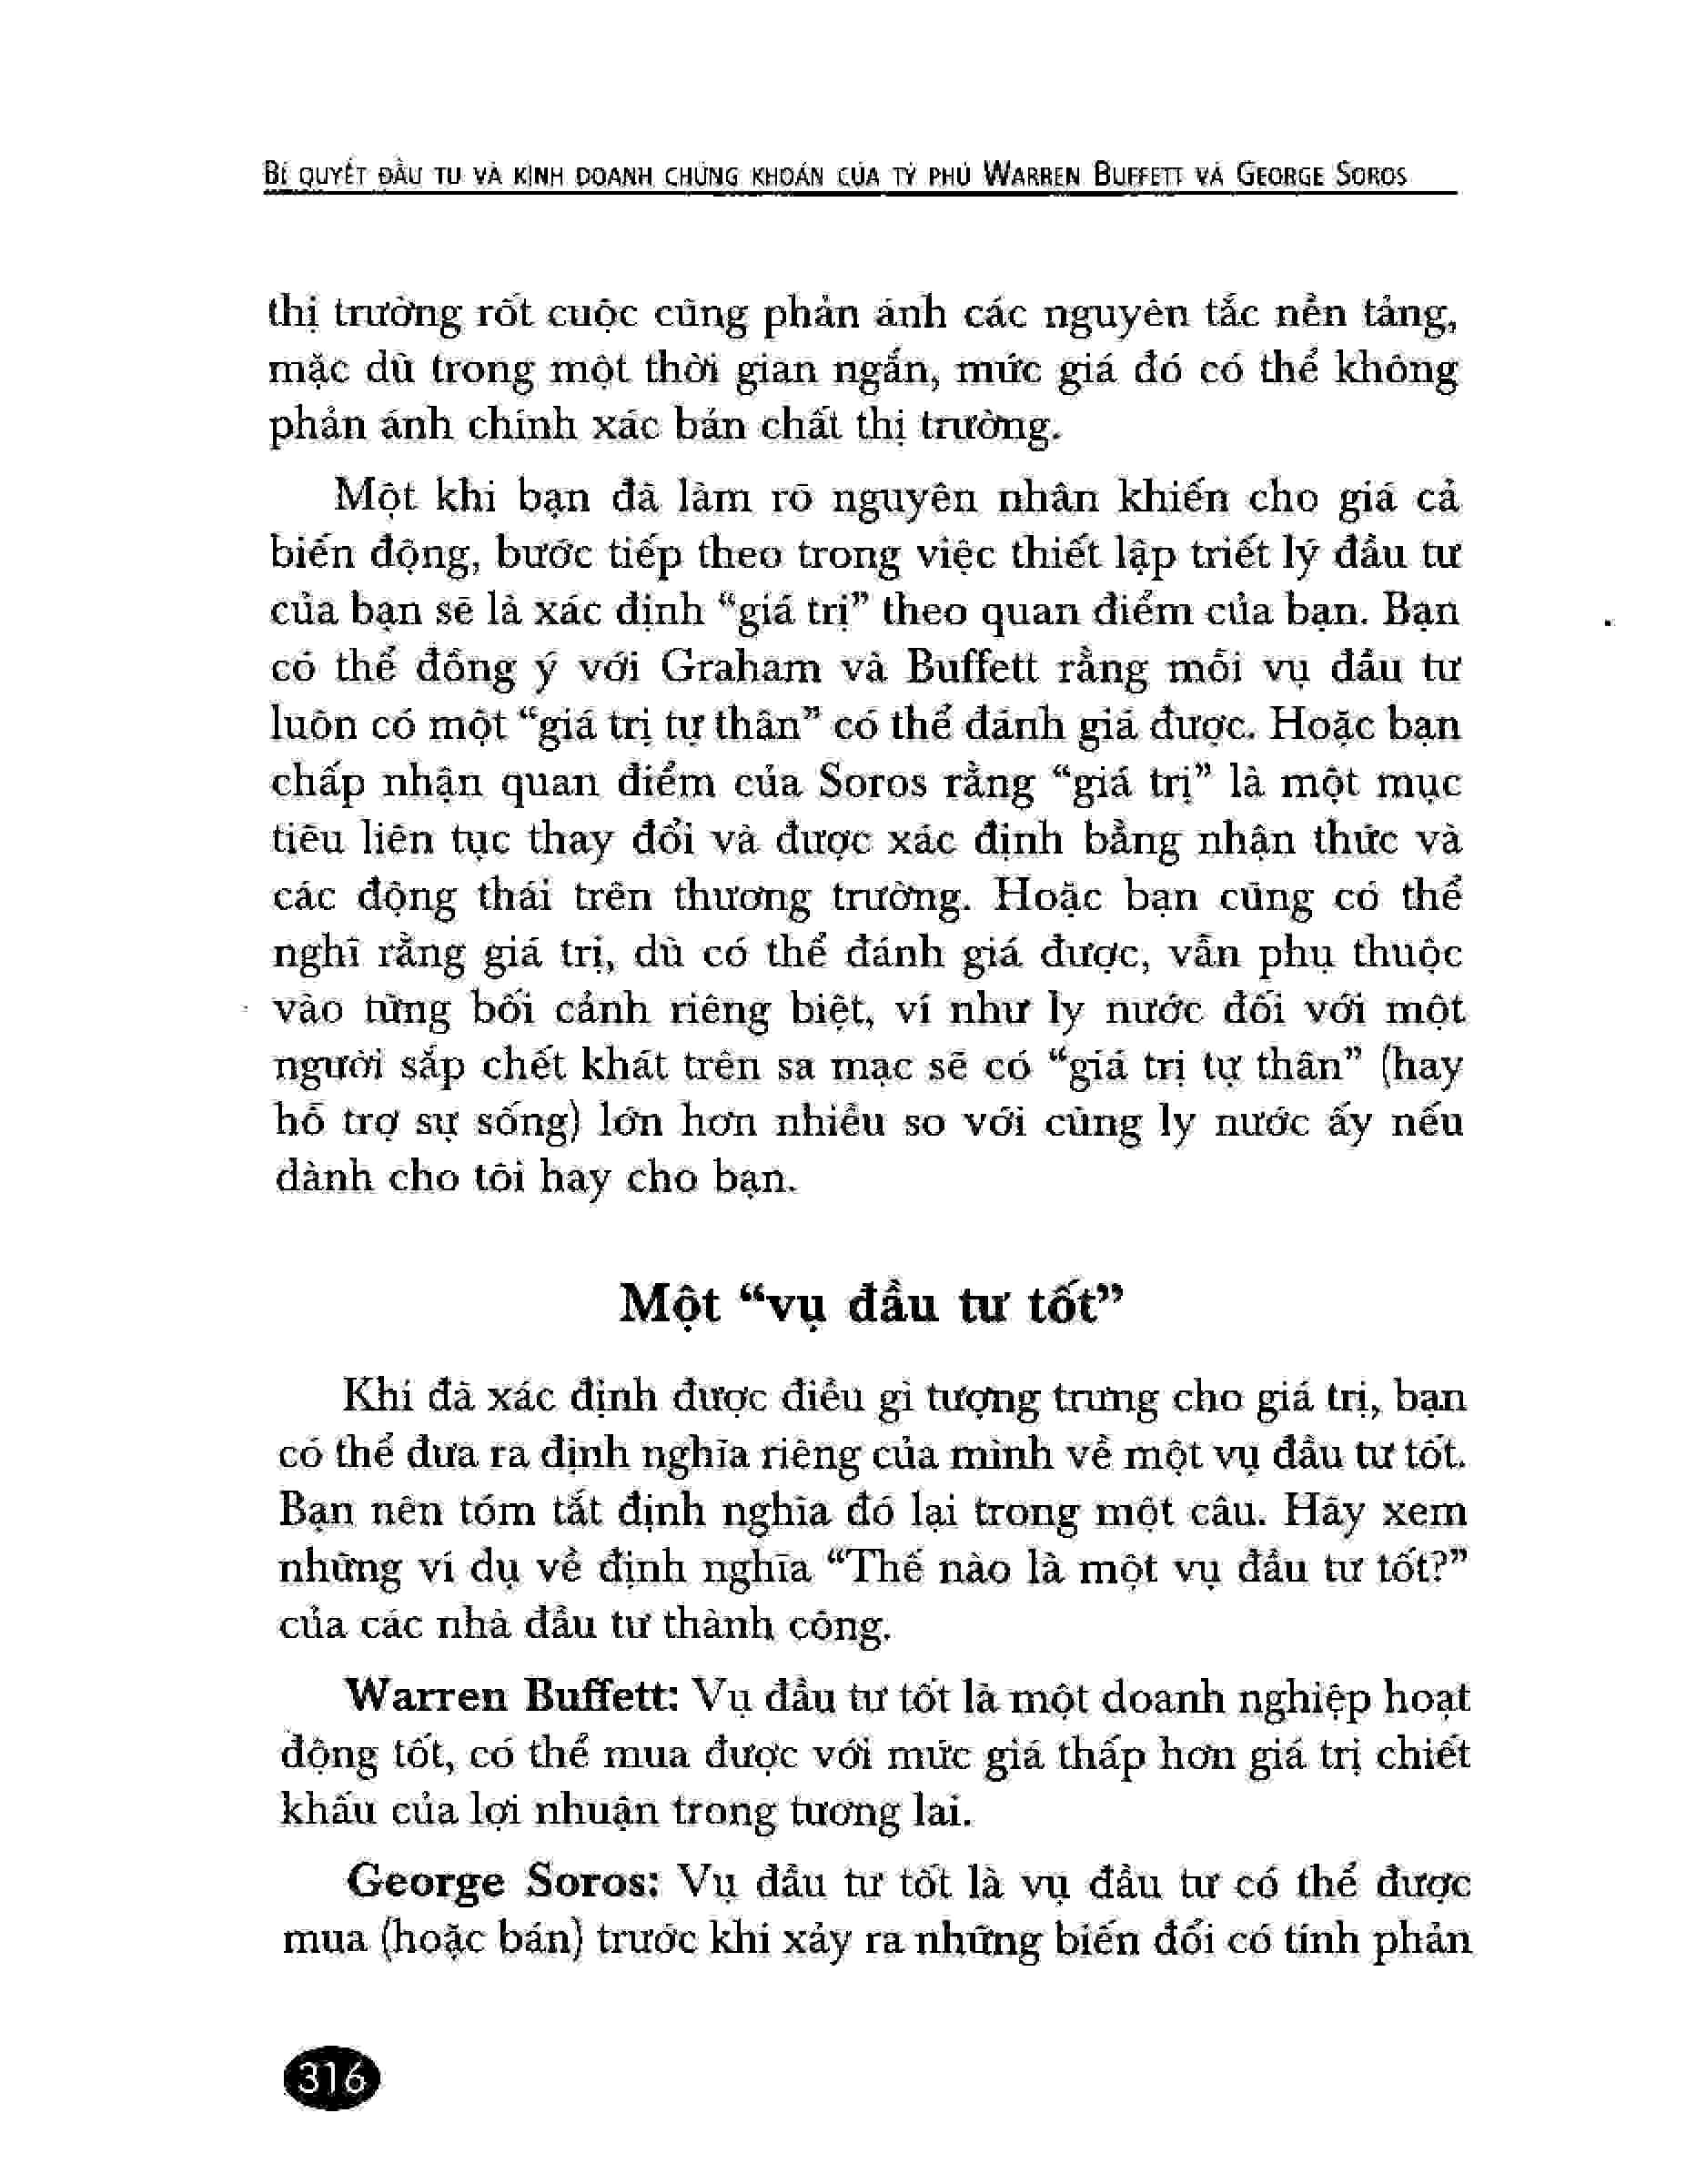 BÍ QUYẾT ĐẦU TƯ VÀ KINH DOANH CHỨNG KHOÁN CỦA TỶ PHÚ WARREN BUFFETT VÀ GEORGE SOROS
thị trường rốt cuộc cũng phản ánh các nguyên tắc nền tảng,
mặc dù trong một thời gian ngắn, mức giá đó có thể không
phản ánh chính xác bản chất thị trường.
Một khi bạn đã làm rõ nguyên nhân khiến cho giá cả
biến động, bước tiếp theo trong việc thiết lập triết lý đầu tư
của bạn sẽ là xác định “giá trị” theo quan điểm của bạn. Bạn
có thể đồng ý với Graham và Buffett rằng mỗi vụ đầu tư
luôn có một “giá trị tự thân” có thể đánh giá được. Hoặc bạn
chấp nhận quan điểm của Soros rằng “giá trị” là một mục
tiêu liên tục thay đổi và được xác định bằng nhận thức và
các động thái trên thương trường. Hoặc bạn cũng có thể
nghĩ rằng giá trị, dù có thể đánh giá được, vẫn phụ thuộc
vào từng bối cảnh riêng biệt, ví như ly nước đối với một
người sắp chết khát trên sa mạc sẽ có “giá trị tự thân” (hay
hỗ trợ sự sống) lớn hơn nhiều so với cùng ly nước ấy nếu
dành cho tôi hay cho bạn.
Một “vụ đầu tư tốt”
Khi đã xác định được điều gì tượng trưng cho giá trị, bạn
có thể đưa ra định nghĩa riêng của mình về một vụ đầu tư tốt.
Bạn nên tóm tắt định nghĩa đó lại trong một câu. Hãy xem
những ví dụ về định nghĩa “Thế nào là một vụ đầu tư tốt?”
của các nhà đầu tư thành công.
Warren Buffett: Vụ đầu tư tốt là một doanh nghiệp hoạt
động tốt, có thể mua được với mức giá thấp hơn giá trị chiết
khấu của lợi nhuận trong tương lai.
George Soros: Vụ đầu tư tốt là vụ đầu tư có thể được
mua (hoặc bán) trước khi xảy ra những biến đổi có tính phản
316